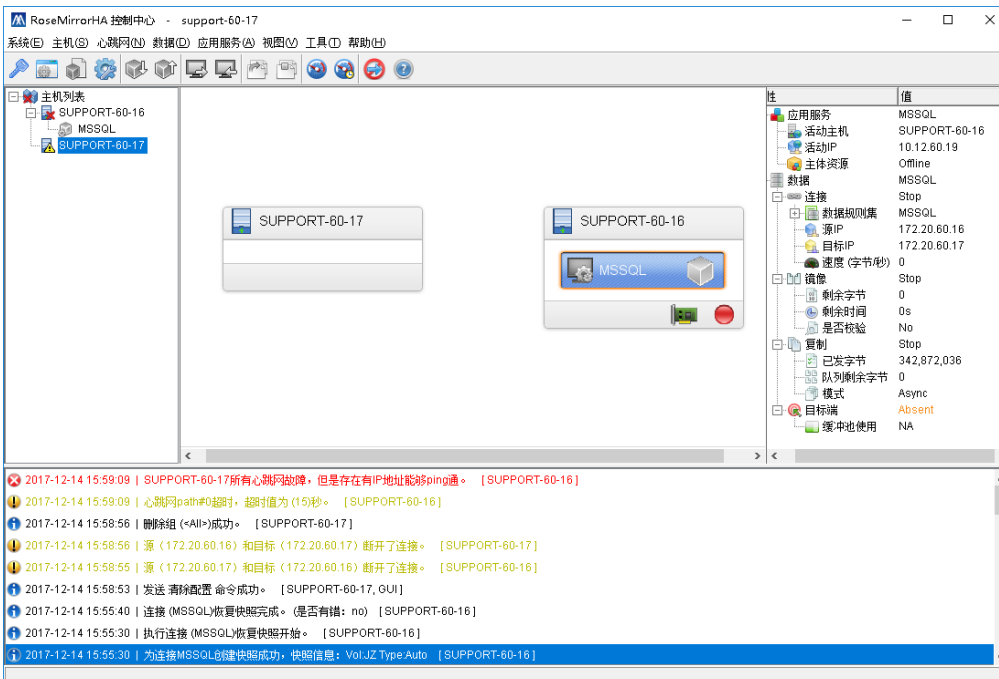 RoseMirrorHA 控制中心 - support-60-17
系统(E) 主机(S) 心跳网(N) 数据(D) 应用服务(A) 视图(V) 工具(T) 帮助(H)
主机列表
SUPPORT-60-16
MSSQL
SUPPORT-60-17
SUPPORT-60-17
SUPPORT-60-16
MSSQL
性 值
应用服务 MSSQL
活动主机 SUPPORT-60-16
活动IP 10.12.60.19
主体资源 Offline
数据 MSSQL
连接 Stop
数据规则集 MSSQL
源IP 172.20.60.16
目标IP 172.20.60.17
速度 (字节/秒) 0
镜像 Stop
剩余字节 0
剩余时间 0s
是否校验 No
复制 Stop
已发字节 342,872,036
队列剩余字节 0
模式 Async
目标端 Absent
缓冲池使用 NA
2017-12-14 15:59:09 | SUPPORT-60-17所有心跳网故障，但是存在有IP地址能够ping通。 [SUPPORT-60-16]
2017-12-14 15:59:09 | 心跳网path#0超时，超时值为 (15)秒。 [SUPPORT-60-16]
2017-12-14 15:58:56 | 删除组 (<All>)成功。 [SUPPORT-60-17]
2017-12-14 15:58:56 | 源（172.20.60.16）和目标（172.20.60.17）断开了连接。 [SUPPORT-60-17]
2017-12-14 15:58:55 | 源（172.20.60.17）和目标（172.20.60.16）断开了连接。 [SUPPORT-60-16]
2017-12-14 15:58:53 | 发送 清除配置 命令成功。 [SUPPORT-60-17, GUI]
2017-12-14 15:55:40 | 连接 (MSSQL)恢复快照完成。(是否有错：no) [SUPPORT-60-16]
2017-12-14 15:55:30 | 执行连接 (MSSQL)恢复快照开始。 [SUPPORT-60-16]
2017-12-14 15:55:30 | 为连接MSSQL创建快照成功，快照信息：Vol:JZ Type:Auto [SUPPORT-60-16]